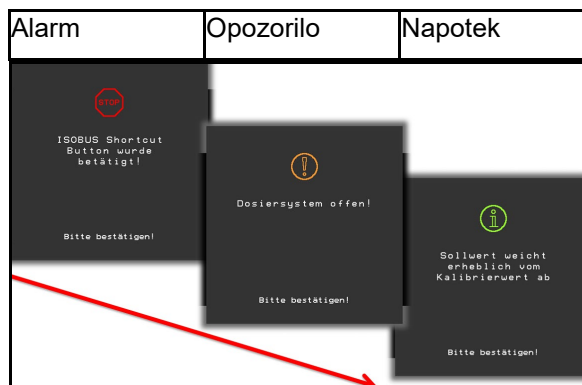 Alarm Opozorilo Napotek
STOP
ISOBUS Shortcut
Button wurde
betätigt!
Bitte bestätigen!
Dosiersystem offen!
Bitte bestätigen!
Sollwert weicht
erheblich vom
Kalibrierwert ab
Bitte bestätigen!